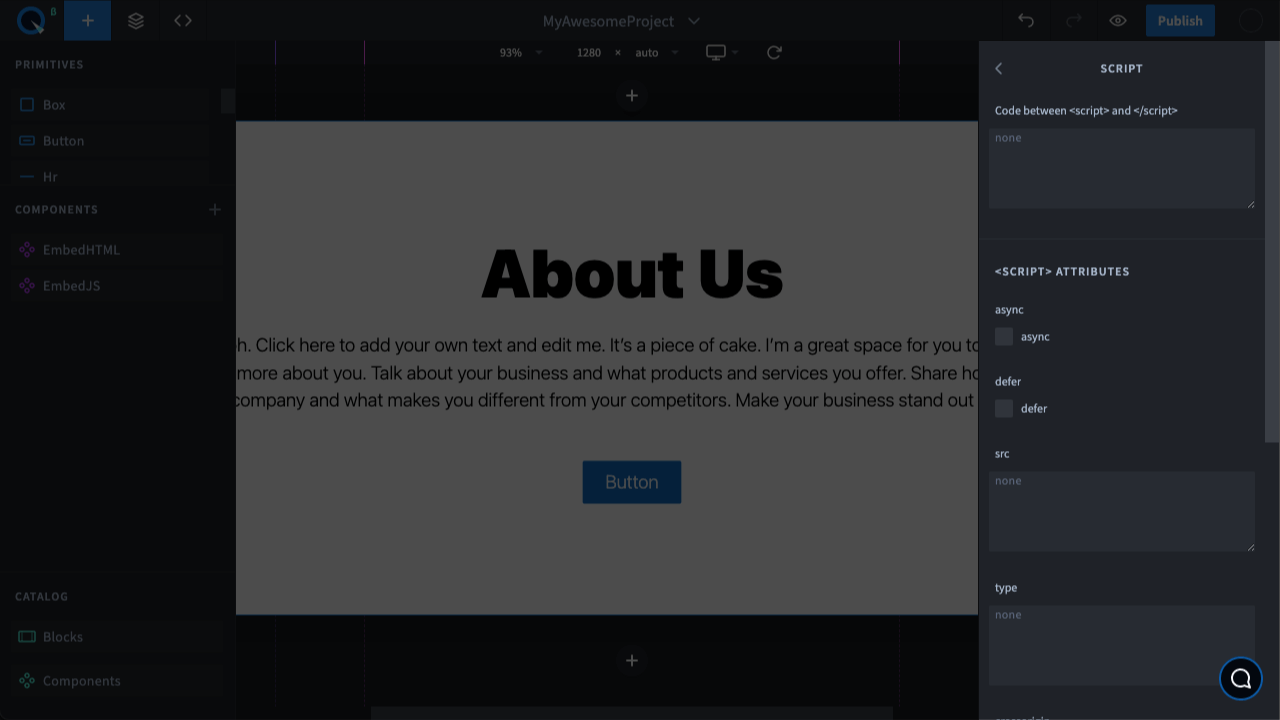 B
MyAwesomeProject
Publish
PRIMITIVES
Box
Button
Hr
COMPONENTS
EmbedHTML
EmbedJS
CATALOG
Blocks
Components
93%
1280 × auto
About Us
h. Click here to add your own text and edit me. It's a piece of cake. I'm a great space for you to
more about you. Talk about your business and what products and services you offer. Share ho
company and what makes you different from your competitors. Make your business stand out
Button
SCRIPT
Code between <script> and </script>
none
<SCRIPT> ATTRIBUTES
async
async
defer
defer
src
none
type
none